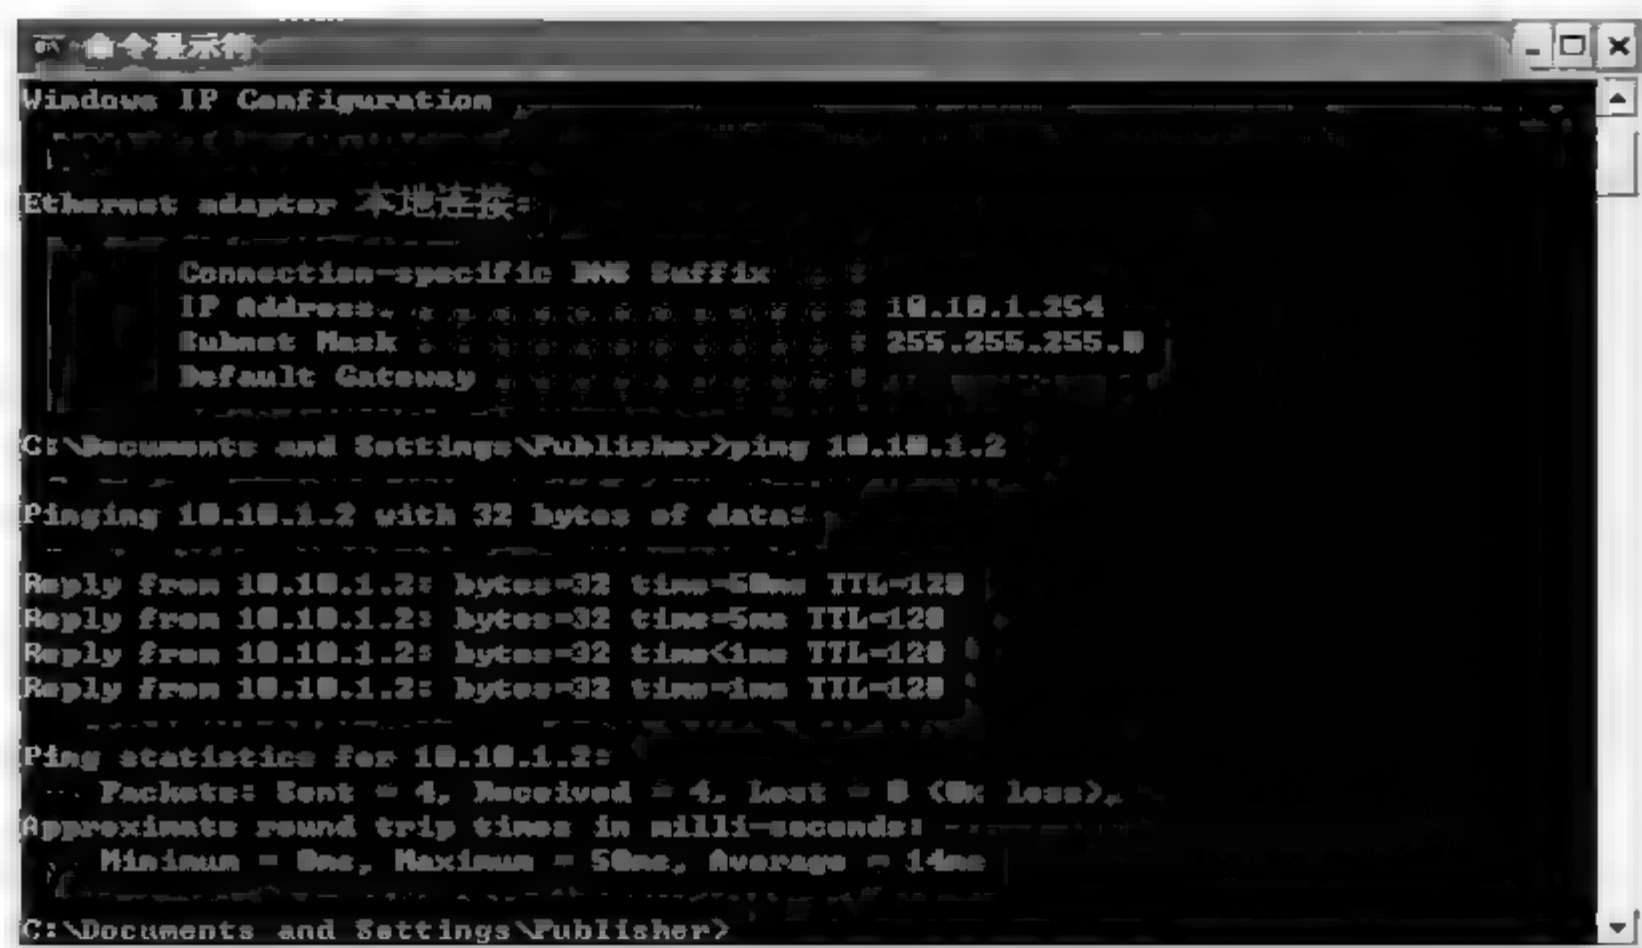 命令提示符
Windows IP Configuration
Ethernet adapter 本地连接:
Connection-specific DNS Suffix . :
IP Address. . . . . . . . . . . . : 10.10.1.254
Subnet Mask . . . . . . . . . . . : 255.255.255.0
Default Gateway . . . . . . . . . :
C:\Documents and Settings\Publisher>ping 10.10.1.2
Pinging 10.10.1.2 with 32 bytes of data:
Reply from 10.10.1.2: bytes=32 time=50ms TTL=128
Reply from 10.10.1.2: bytes=32 time=5ms TTL=128
Reply from 10.10.1.2: bytes=32 time<1ms TTL=128
Reply from 10.10.1.2: bytes=32 time=1ms TTL=128
Ping statistics for 10.10.1.2:
Packets: Sent = 4, Received = 4, Lost = 0 (0% loss),
Approximate round trip times in milli-seconds:
Minimum = 0ms, Maximum = 50ms, Average = 14ms
C:\Documents and Settings\Publisher>